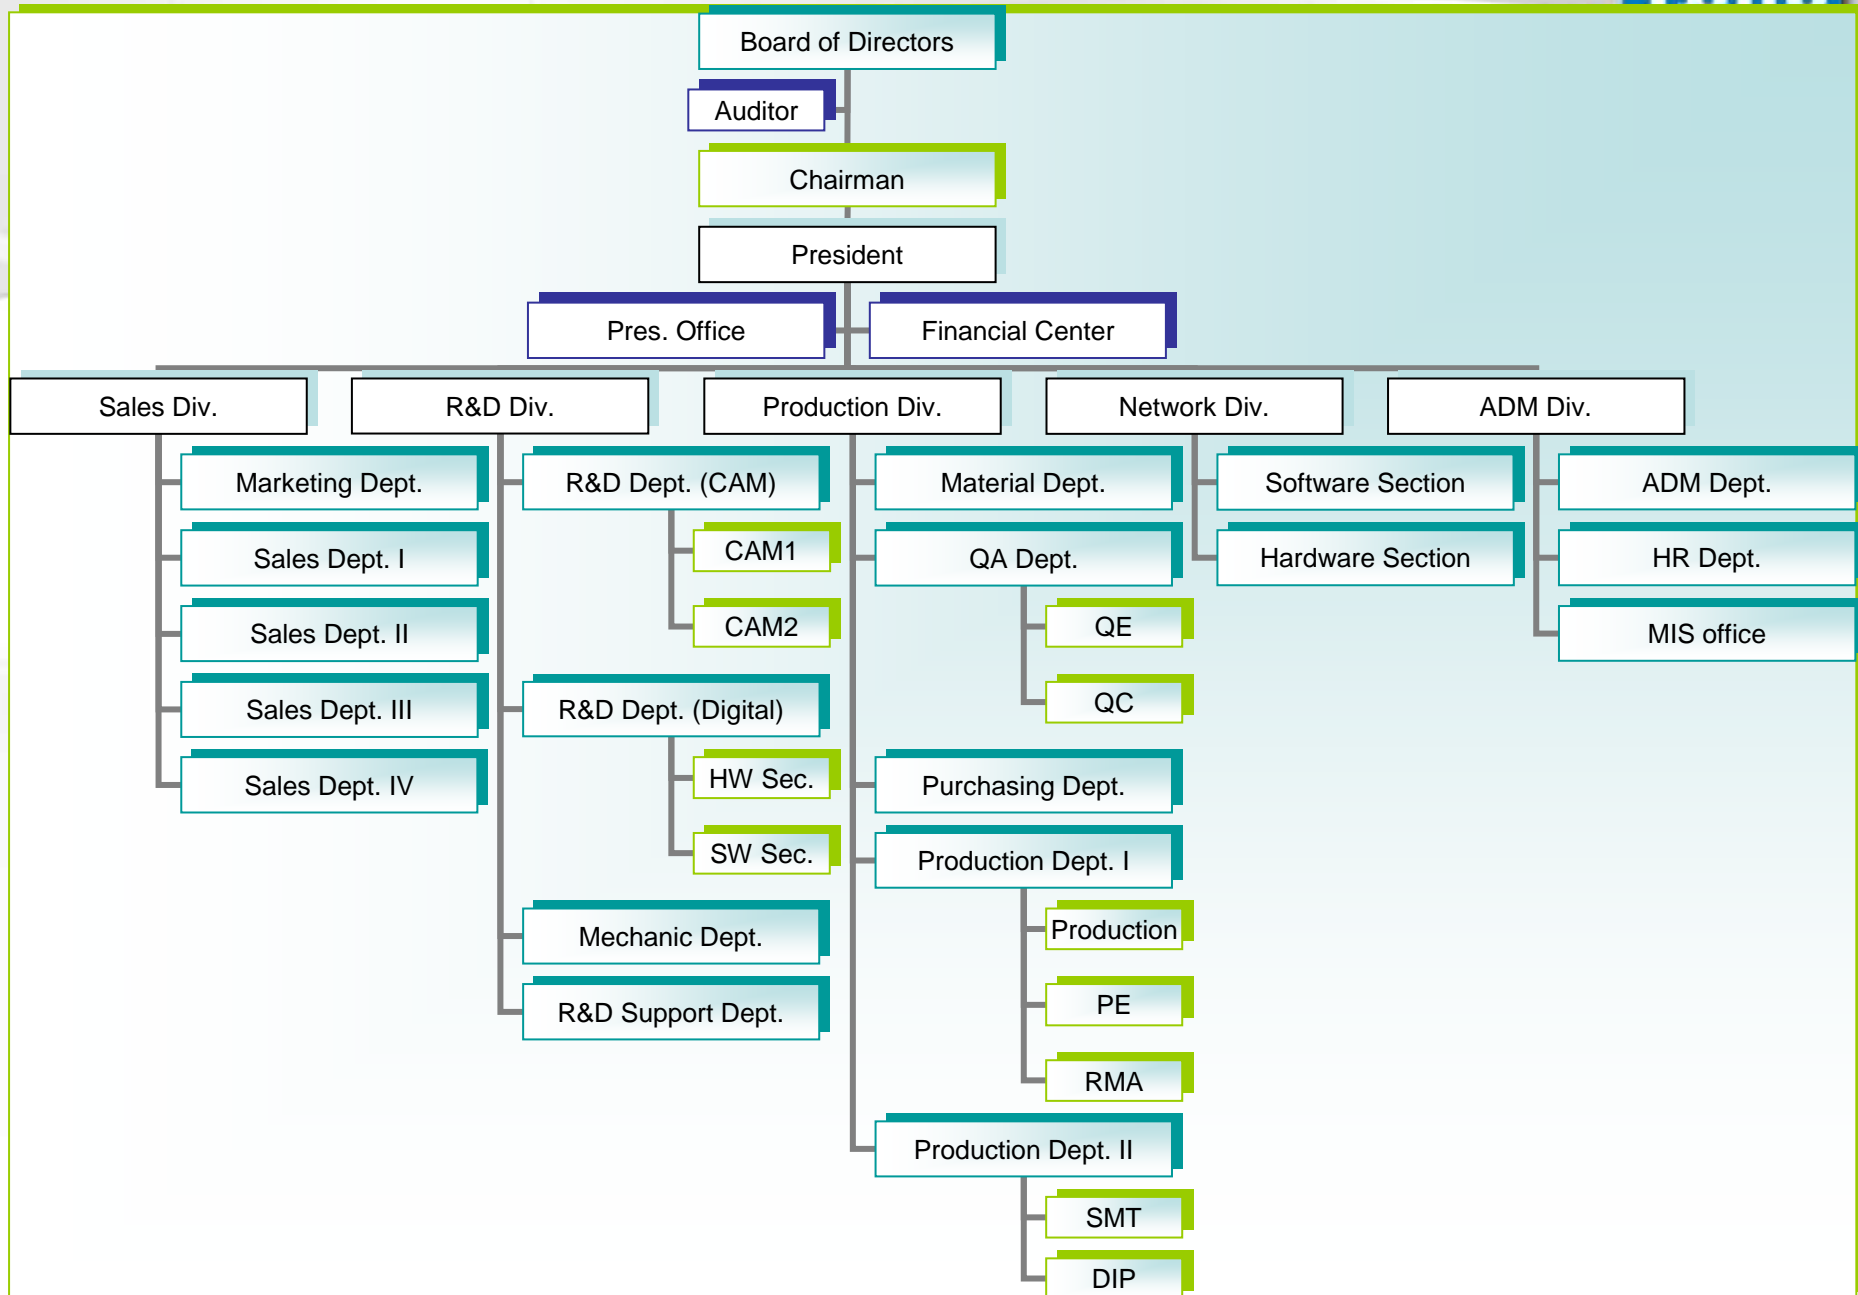 Board of Directors
Auditor
Chairman
President
Pres. Office
Financial Center
Sales Div.
R&D Div.
Production Div.
Network Div.
ADM Div.
Marketing Dept.
Sales Dept. I
Sales Dept. II
Sales Dept. III
Sales Dept. IV
R&D Dept. (CAM)
CAM1
CAM2
R&D Dept. (Digital)
HW Sec.
SW Sec.
Mechanic Dept.
R&D Support Dept.
Material Dept.
QA Dept.
QE
QC
Purchasing Dept.
Production Dept. I
Production
PE
RMA
Production Dept. II
SMT
DIP
Software Section
Hardware Section
ADM Dept.
HR Dept.
MIS office